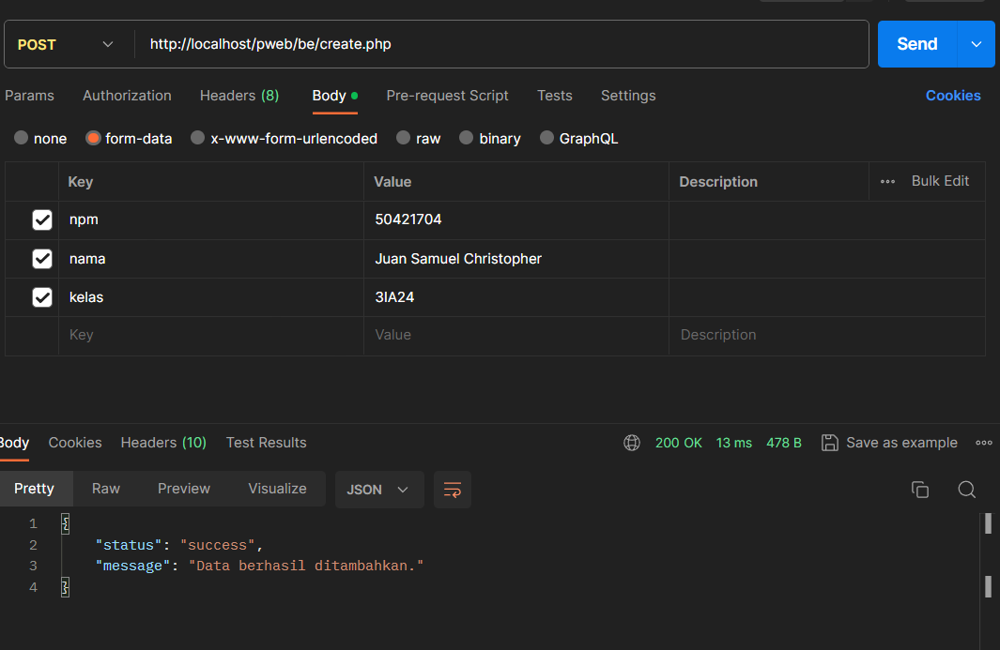 POST http://localhost/pweb/be/create.php Send
Params Authorization Headers (8) Body Pre-request Script Tests Settings Cookies
none form-data x-www-form-urlencoded raw binary GraphQL
Key Value Description Bulk Edit
npm 50421704
nama Juan Samuel Christopher
kelas 3IA24
Key Value Description
Body Cookies Headers (10) Test Results 200 OK 13 ms 478 B Save as example
Pretty Raw Preview Visualize JSON
1 {
2 "status": "success",
3 "message": "Data berhasil ditambahkan."
4 }